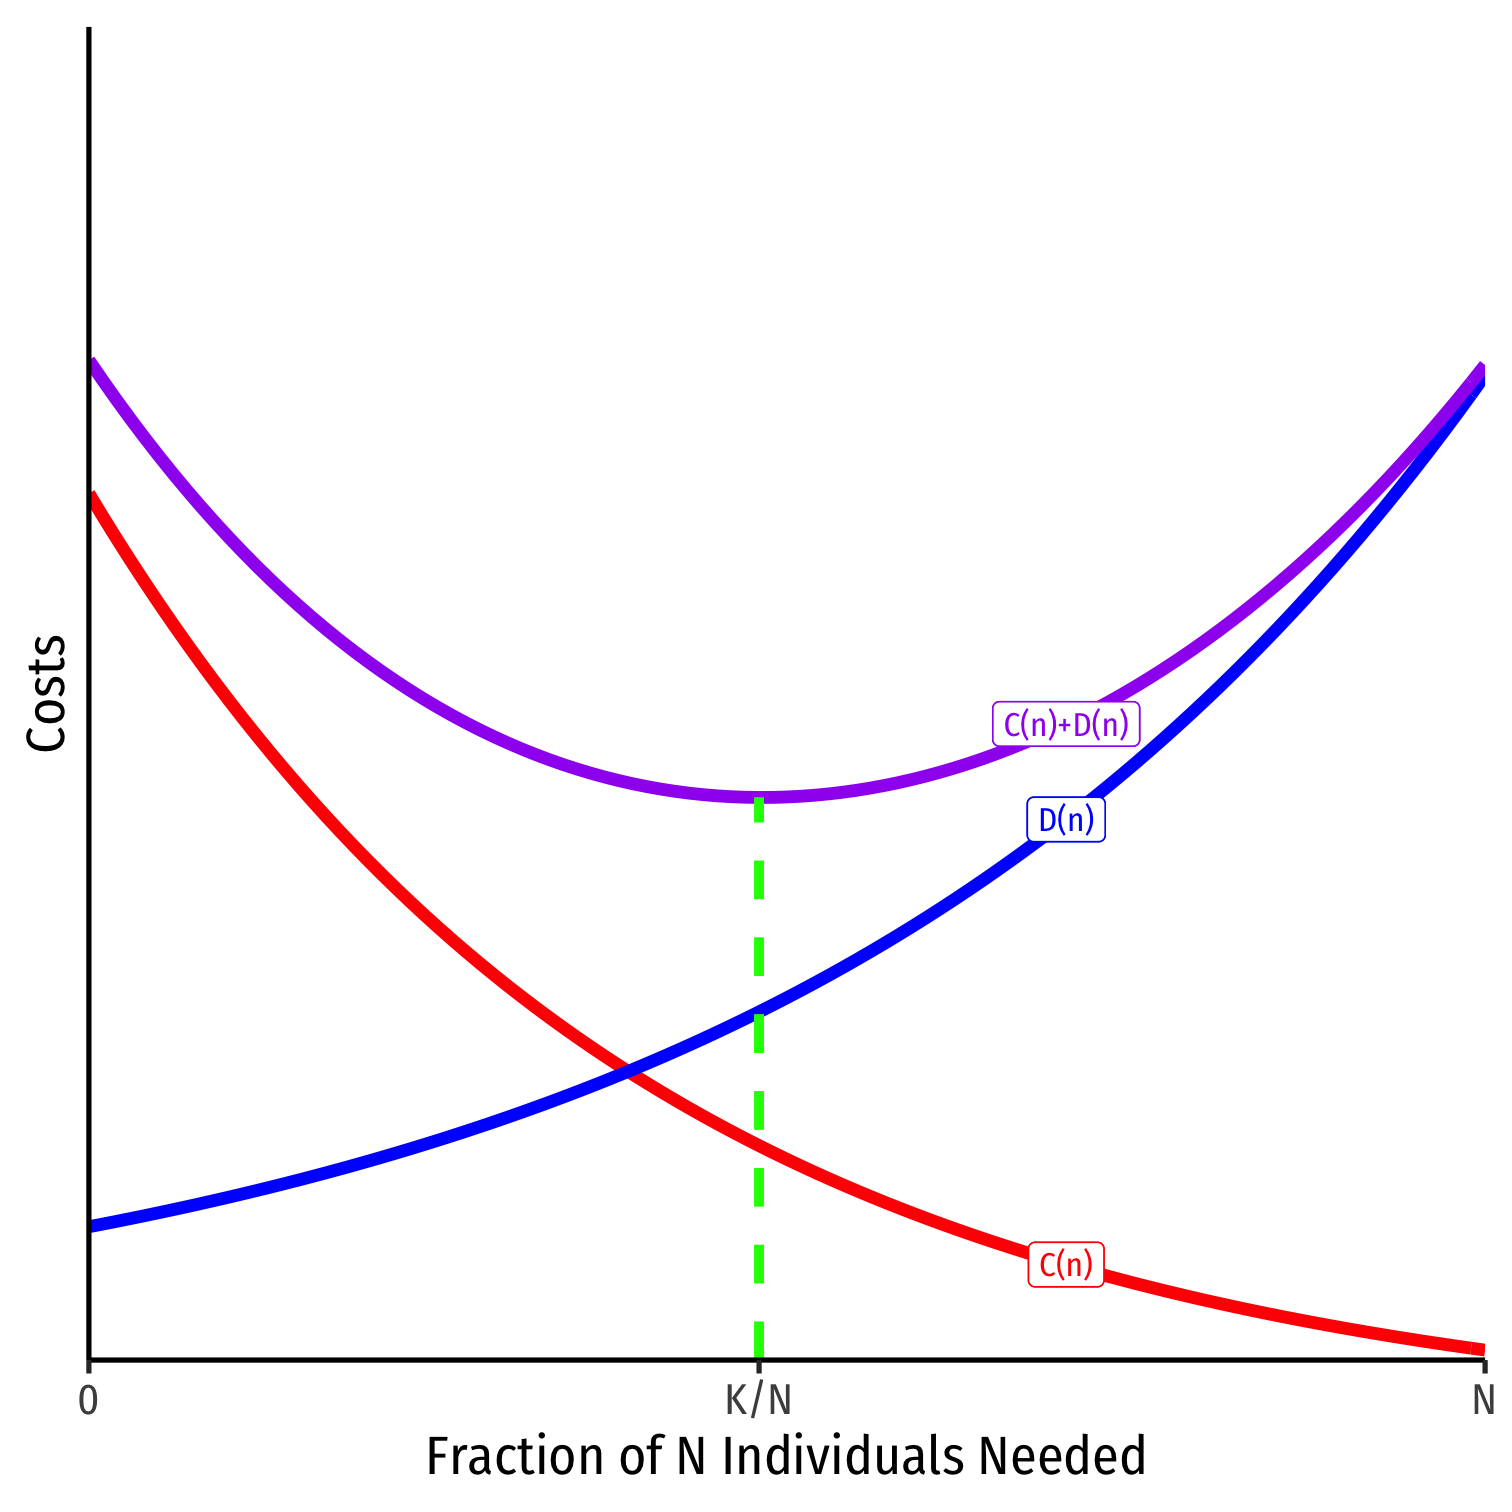 Costs
C(n)+D(n)
D(n)
C(n)
0 K/N N
Fraction of N Individuals Needed